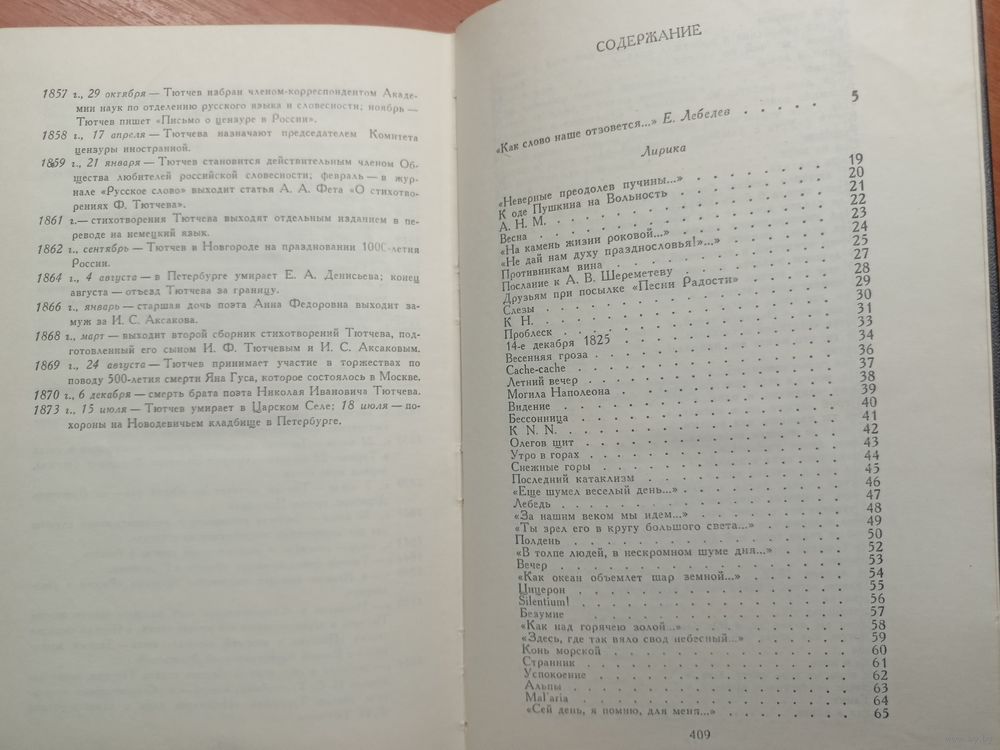 1857 г., 29 октября — Тютчев избран членом-корреспондентом Акаде-
мии наук по отделению русского языка и словесности; ноябрь —
Тютчев пишет «Письмо о цензуре в России».
1858 г., 17 апреля — Тютчева назначают председателем Комитета
цензуры иностранной.
1859 г., 21 января — Тютчев становится действительным членом Об-
щества любителей российской словесности; февраль — в жур-
нале «Русское слово» выходит статья А. А. Фета «О стихотво-
рениях Ф. Тютчева».
1861 г.— стихотворения Тютчева выходят отдельным изданием в пе-
реводе на немецкий язык.
1862 г., сентябрь — Тютчев в Новгороде на праздновании 1000-летия
России.
1864 г., 4 августа — в Петербурге умирает Е. А. Денисьева; конец
августа — отъезд Тютчева за границу.
1866 г., январь — старшая дочь поэта Анна Федоровна выходит за-
муж за И. С. Аксакова.
1868 г., март — выходит второй сборник стихотворений Тютчева, под-
готовленный его сыном И. Ф. Тютчевым и И. С. Аксаковым.
1869 г., 24 августа — Тютчев принимает участие в торжествах по
поводу 500-летия смерти Яна Гуса, которое состоялось в Москве.
1870 г., 6 декабря — смерть брата поэта Николая Ивановича Тютчева.
1873 г., 15 июля — Тютчев умирает в Царском Селе; 18 июля — по-
хороны на Новодевичьем кладбище в Петербурге.
СОДЕРЖАНИЕ
«Как слово наше отзовется...» Е. Лебедев . . . . . 5
Лирика
«Неверные преодолев пучины...» . . . . . 19
К оде Пушкина на Вольность . . . . . 20
А. Н. М. . . . . . 21
Весна . . . . . 22
«На камень жизни роковой...» . . . . . 23
«Не дай нам духу празднословья!»...» . . . . . 24
Противникам вина . . . . . 25
Послание к А. В. Шереметеву . . . . . 27
Друзьям при посылке «Песни Радости» . . . . . 28
Слезы . . . . . 29
К Н. . . . . . 30
Проблеск . . . . . 31
14-е декабря 1825 . . . . . 33
Весенняя гроза . . . . . 34
Cache-cache . . . . . 36
Летний вечер . . . . . 37
Могила Наполеона . . . . . 38
Видение . . . . . 39
Бессонница . . . . . 40
К N. N. . . . . . 41
Олегов щит . . . . . 42
Утро в горах . . . . . 43
Снежные горы . . . . . 44
Последний катаклизм . . . . . 45
«Еще шумел веселый день...» . . . . . 46
Лебедь . . . . . 47
«За нашим веком мы идем...» . . . . . 48
«Ты зрел его в кругу большого света...» . . . . . 49
Полдень . . . . . 50
«В толпе людей, в нескромном шуме дня...» . . . . . 52
Вечер . . . . . 53
«Как океан объемлет шар земной...» . . . . . 54
Цицерон . . . . . 55
Silentium! . . . . . 56
Безумие . . . . . 57
«Как над горячею золой...» . . . . . 58
«Здесь, где так вяло свод небесный...» . . . . . 59
Конь морской . . . . . 60
Странник . . . . . 61
Успокоение . . . . . 62
Альпы . . . . . 63
Mal'aria . . . . . 64
«Сей день, я помню, для меня...» . . . . . 65
409